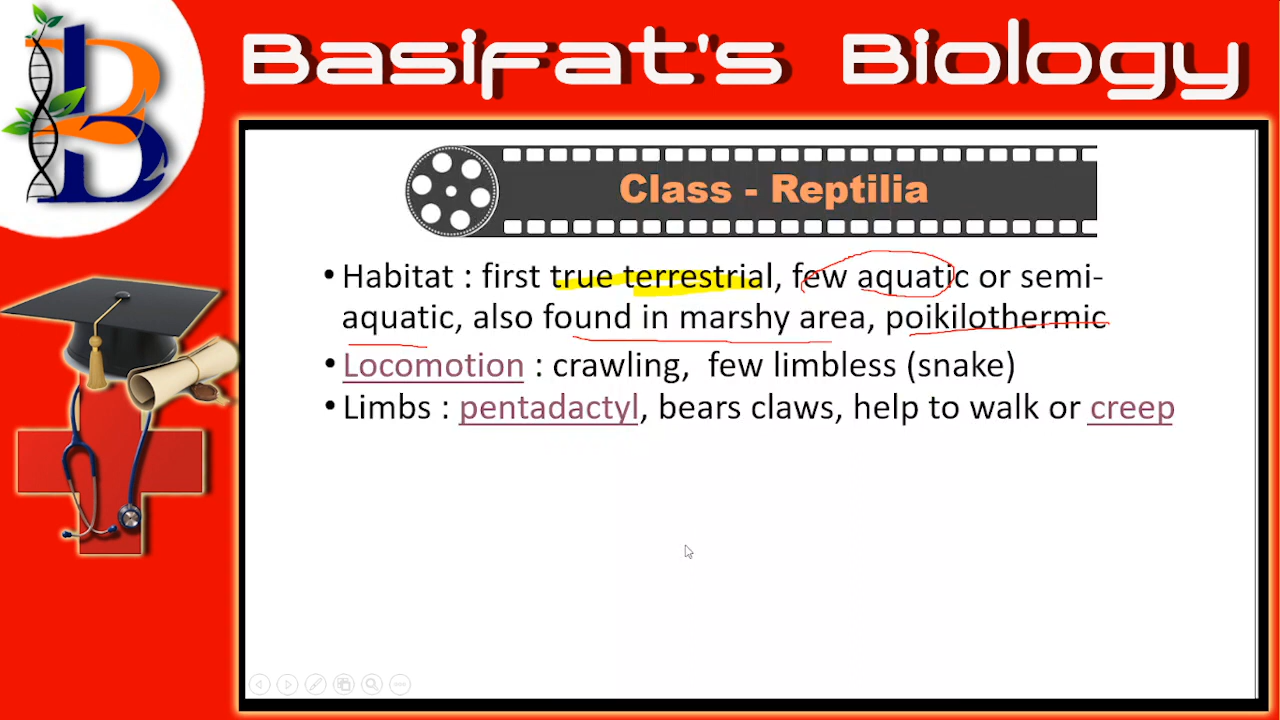 Basifat's Biology
Class - Reptilia
• Habitat : first true terrestrial, few aquatic or semi-
aquatic, also found in marshy area, poikilothermic
• Locomotion : crawling, few limbless (snake)
• Limbs : pentadactyl, bears claws, help to walk or creep